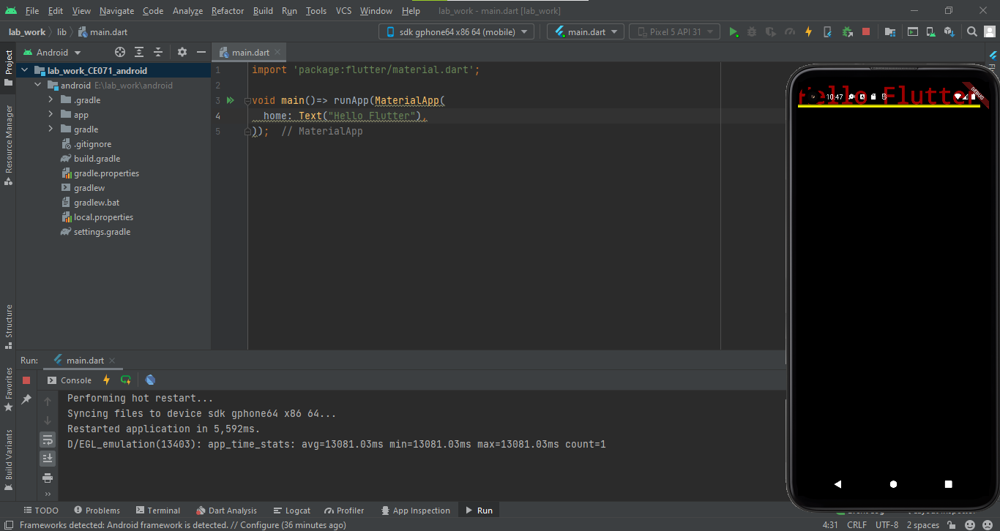 File Edit View Navigate Code Analyze Refactor Build Run Tools VCS Window Help lab_work - main.dart [lab_work]
lab_work lib main.dart sdk gphone64 x86 64 (mobile) main.dart Pixel 5 API 31
Project
Android
main.dart
lab_work_CE071_android
android E:\lab_work\android
.gradle
app
gradle
.gitignore
build.gradle
gradle.properties
gradlew
gradlew.bat
local.properties
settings.gradle
Resource Manager
Structure
Favorites
Build Variants
1 import 'package:flutter/material.dart';
2
3 void main()=> runApp(MaterialApp(
4 home: Text("Hello Flutter"),
5 )); // MaterialApp
Hello Flutter
10:47
DEBUG
Run: main.dart
Console
Performing hot restart...
Syncing files to device sdk gphone64 x86 64...
Restarted application in 5,592ms.
D/EGL_emulation(13403): app_time_stats: avg=13081.03ms min=13081.03ms max=13081.03ms count=1
TODO Problems Terminal Dart Analysis Logcat Profiler App Inspection Run
Frameworks detected: Android framework is detected. // Configure (36 minutes ago) 4:31 CRLF UTF-8 2 spaces